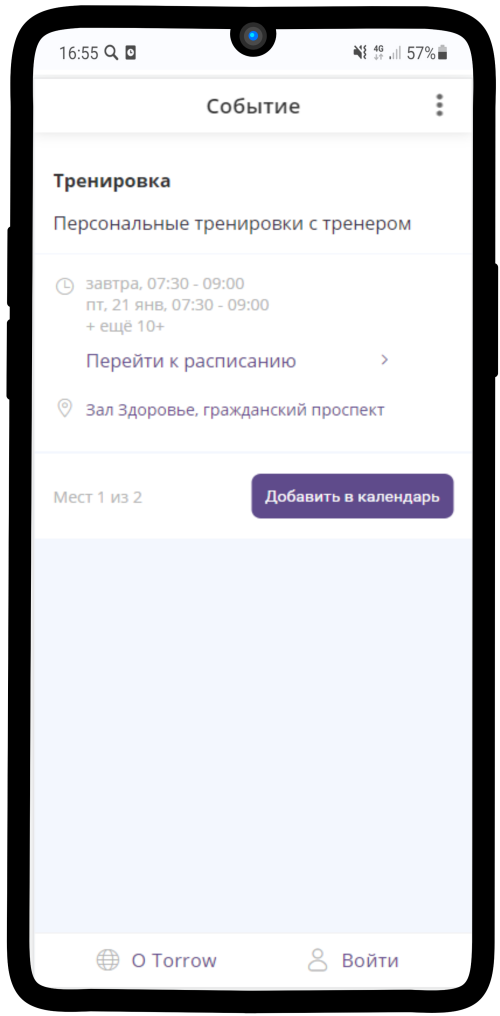 16:55
4G
57%
Событие
Тренировка
Персональные тренировки с тренером
завтра, 07:30 - 09:00
пт, 21 янв, 07:30 - 09:00
+ ещё 10+
Перейти к расписанию
Зал Здоровье, гражданский проспект
Мест 1 из 2
Добавить в календарь
О Torrow
Войти